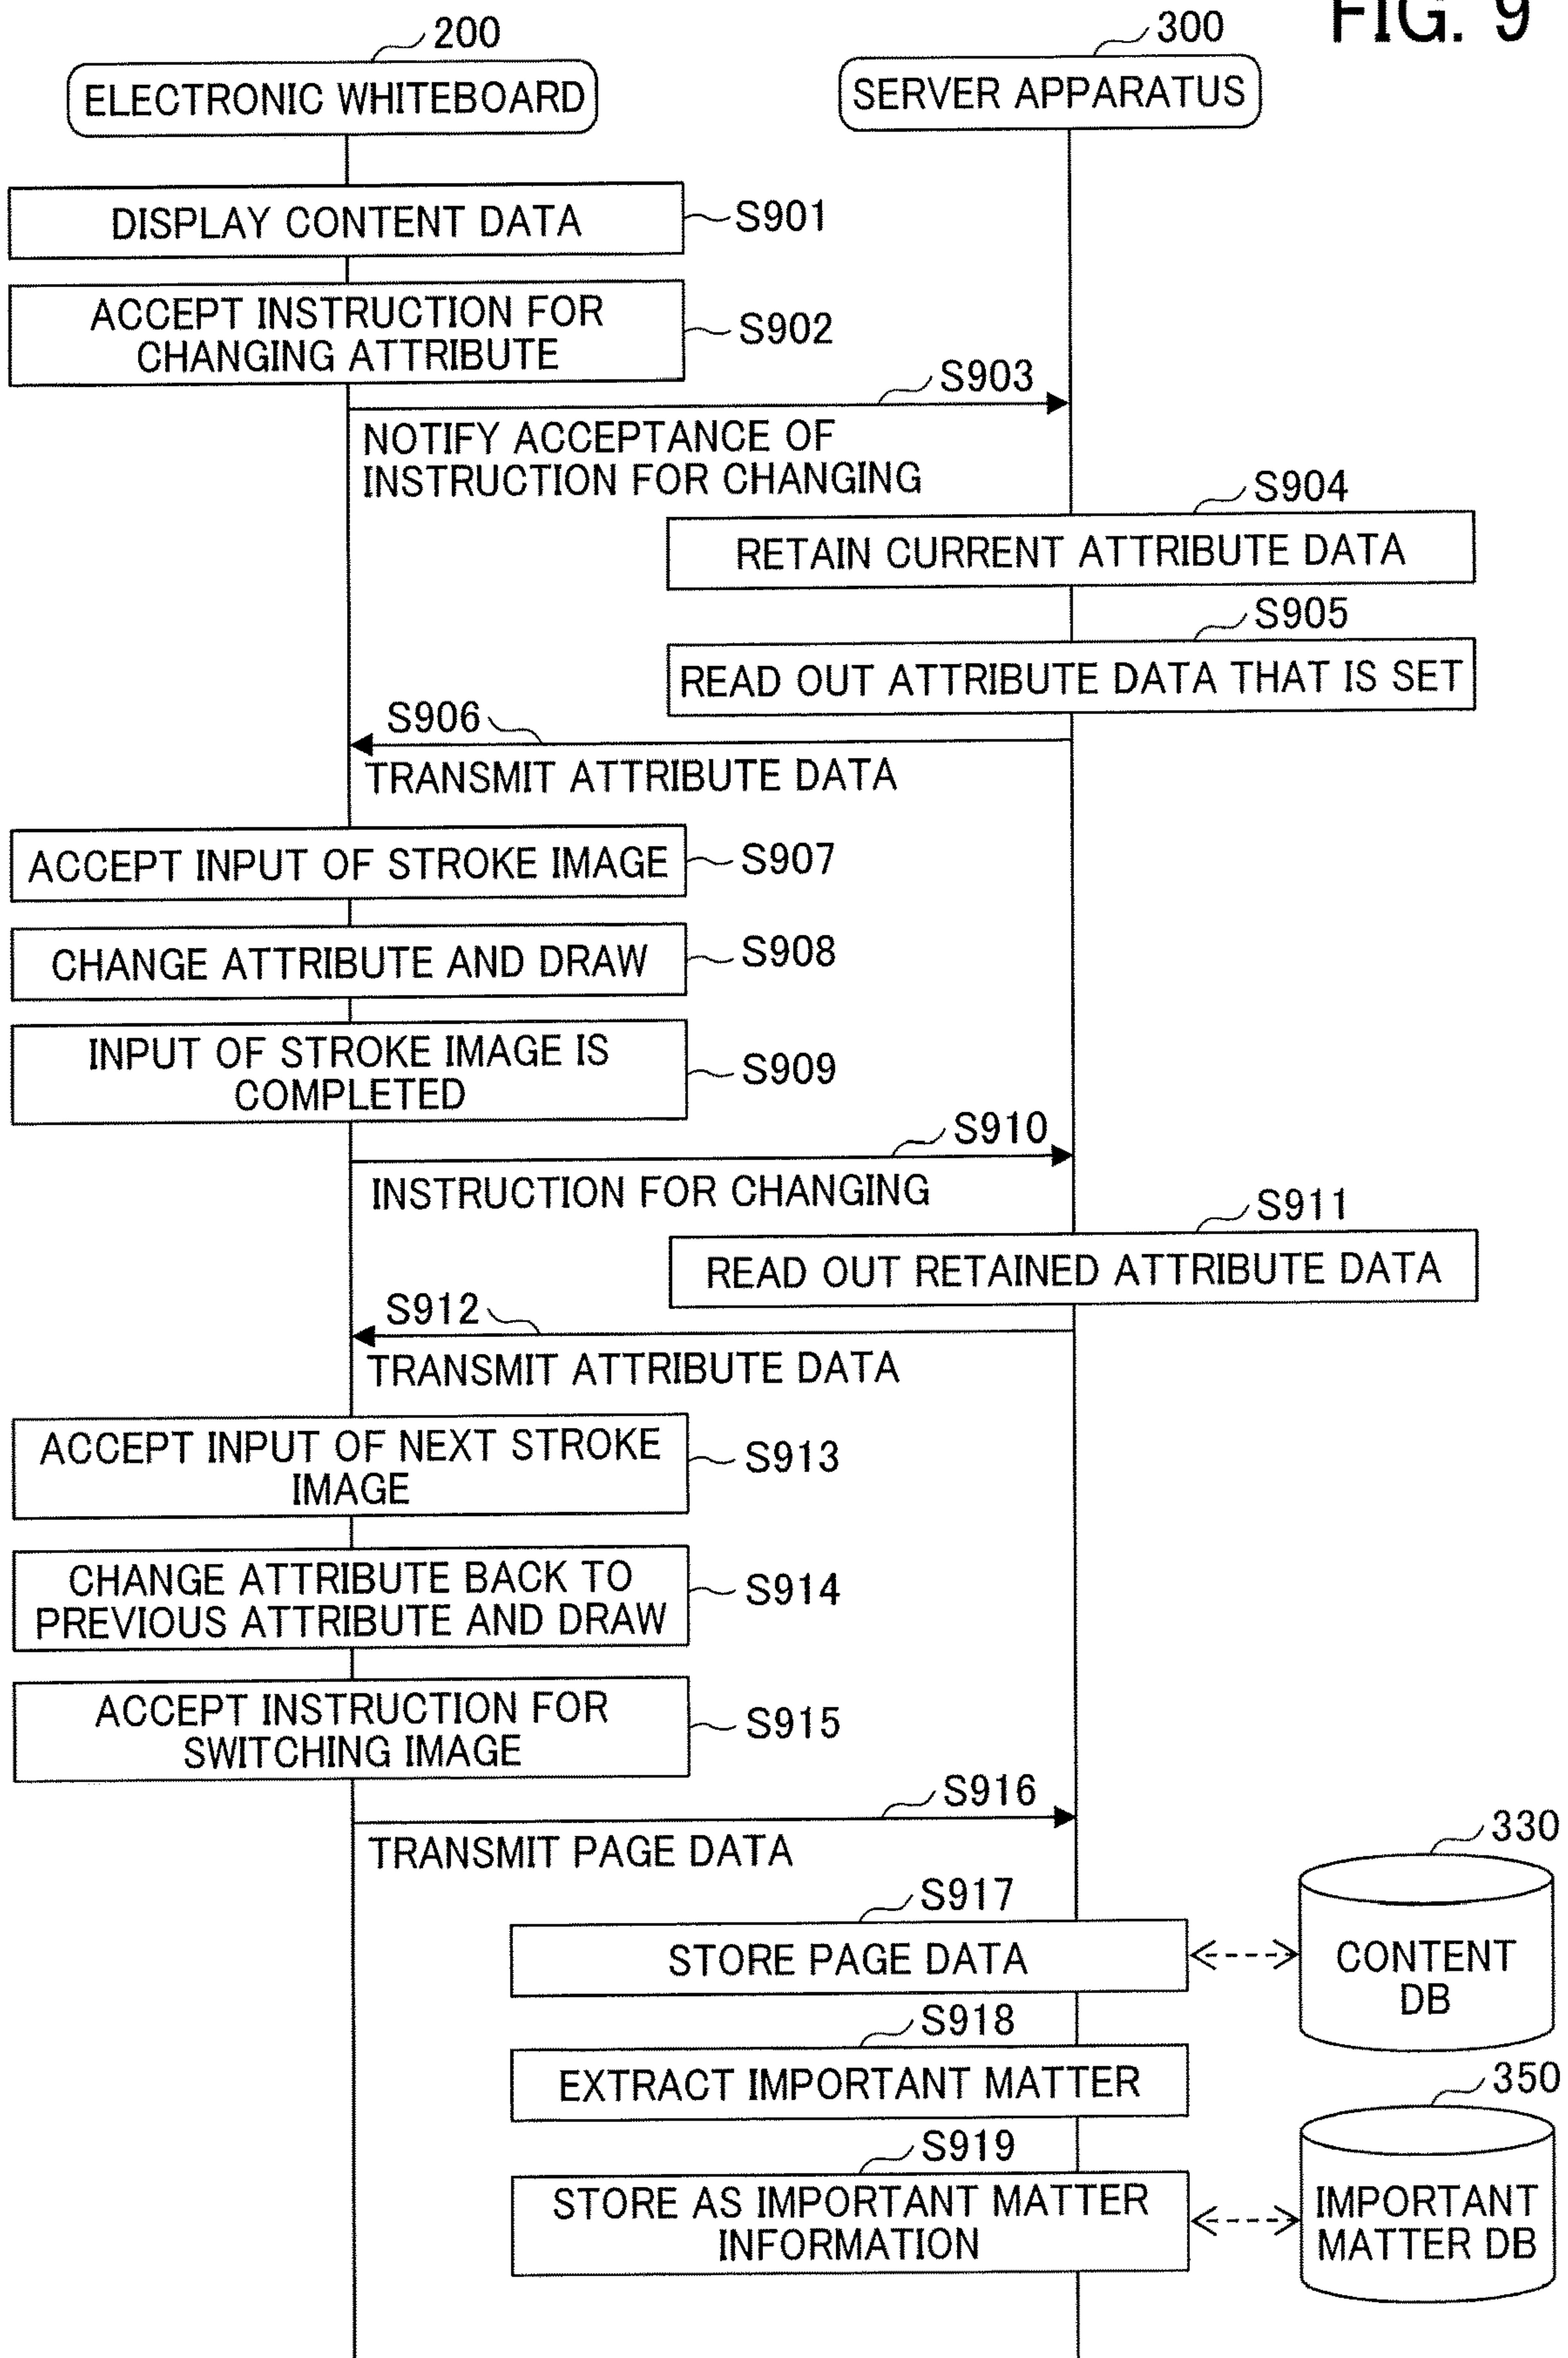 FIG. 9
200
300
ELECTRONIC WHITEBOARD
SERVER APPARATUS
DISPLAY CONTENT DATA
S901
ACCEPT INSTRUCTION FOR
CHANGING ATTRIBUTE
S902
S903
NOTIFY ACCEPTANCE OF
INSTRUCTION FOR CHANGING
S904
RETAIN CURRENT ATTRIBUTE DATA
S905
READ OUT ATTRIBUTE DATA THAT IS SET
S906
TRANSMIT ATTRIBUTE DATA
ACCEPT INPUT OF STROKE IMAGE
S907
CHANGE ATTRIBUTE AND DRAW
S908
INPUT OF STROKE IMAGE IS
COMPLETED
S909
S910
INSTRUCTION FOR CHANGING
S911
READ OUT RETAINED ATTRIBUTE DATA
S912
TRANSMIT ATTRIBUTE DATA
ACCEPT INPUT OF NEXT STROKE
IMAGE
S913
CHANGE ATTRIBUTE BACK TO
PREVIOUS ATTRIBUTE AND DRAW
S914
ACCEPT INSTRUCTION FOR
SWITCHING IMAGE
S915
S916
TRANSMIT PAGE DATA
330
S917
STORE PAGE DATA
CONTENT
DB
S918
EXTRACT IMPORTANT MATTER
350
S919
STORE AS IMPORTANT MATTER
INFORMATION
IMPORTANT
MATTER DB